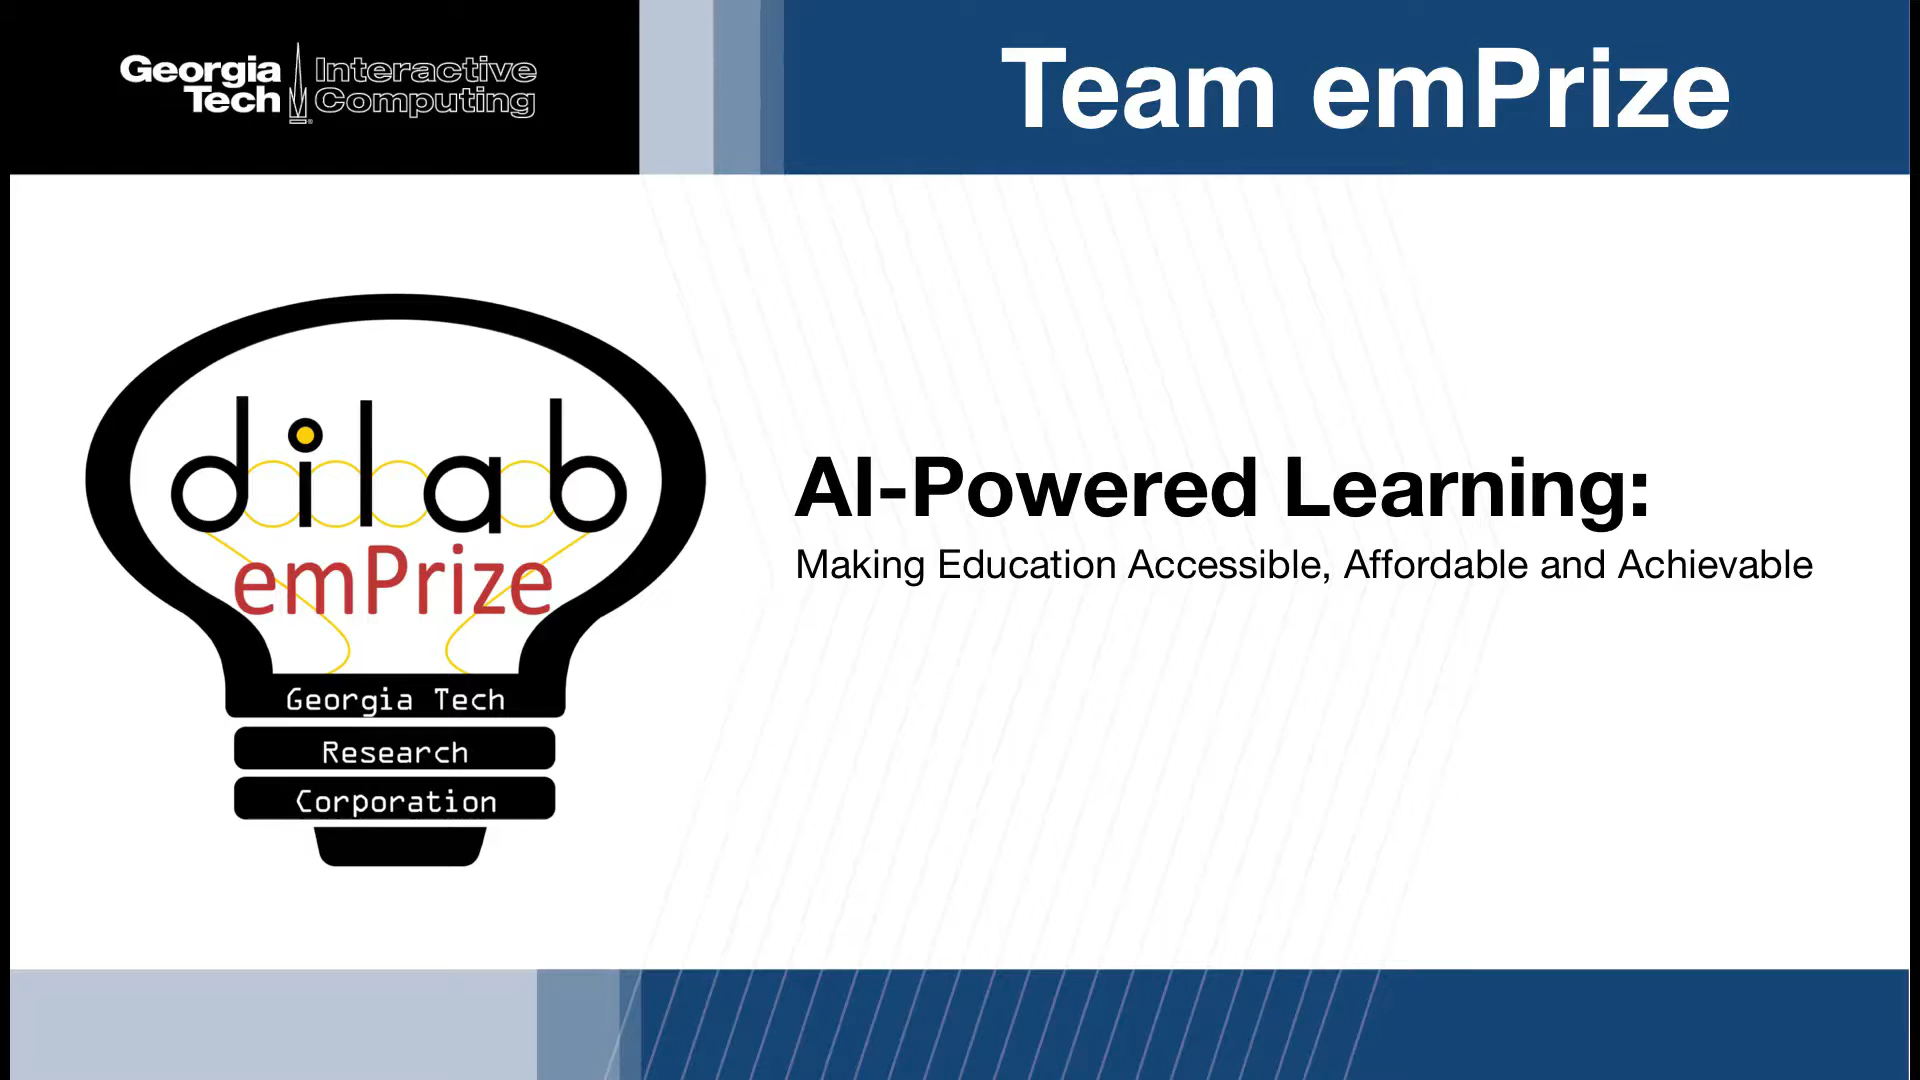 Georgia Tech
Interactive Computing
Team emPrize
dilab
emPrize
Georgia Tech
Research
Corporation
AI-Powered Learning:
Making Education Accessible, Affordable and Achievable